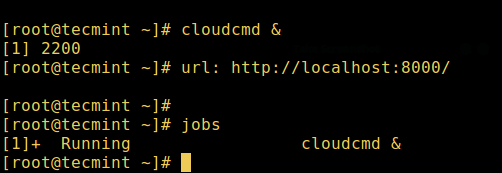 [root@tecmint ~]# cloudcmd &
[1] 2200
[root@tecmint ~]# url: http://localhost:8000/
[root@tecmint ~]#
[root@tecmint ~]# jobs
[1]+  Running                 cloudcmd &
[root@tecmint ~]#